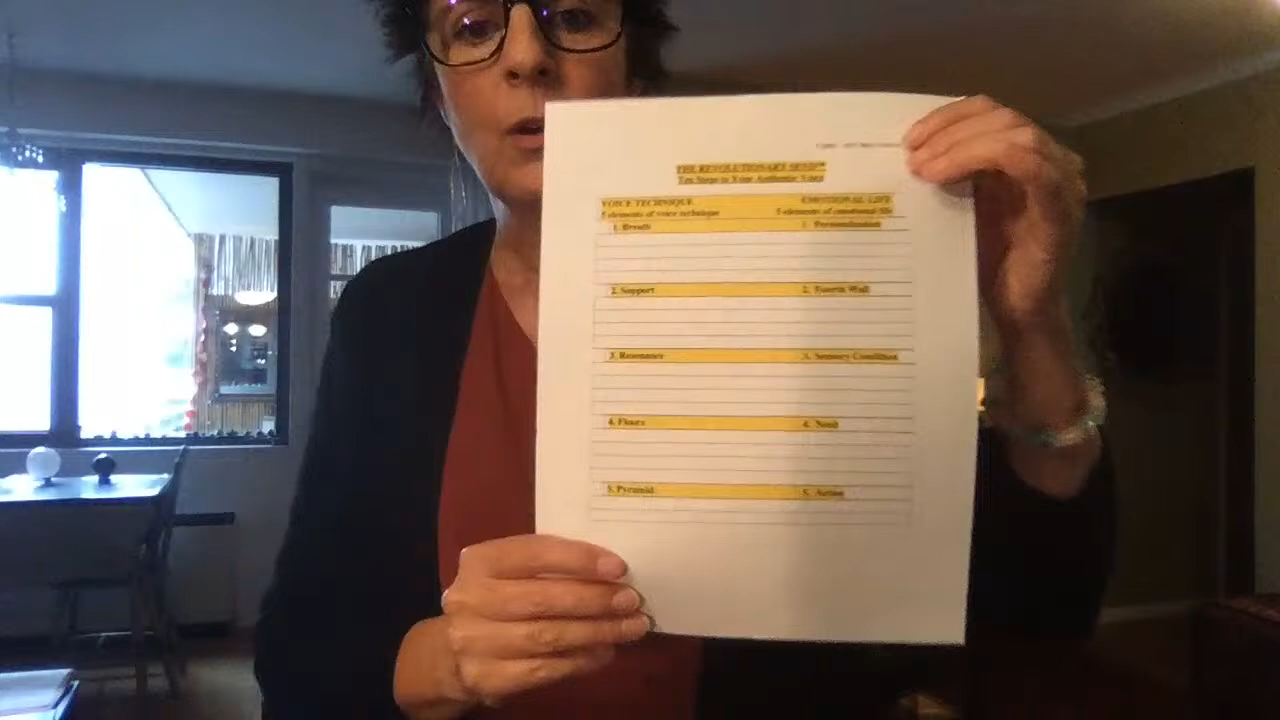 THE REVOLUTIONARY SENSE™
Ten Steps to Your Authentic Voice
VOICE TECHNIQUE EMOTIONAL LIFE
5 elements of voice technique 5 elements of emotional life
1. Breath 1. Personalization
2. Support 2. Fourth Wall
3. Resonance 3. Sensory Condition
4. Floors 4. Need
5. Pyramid 5. Action